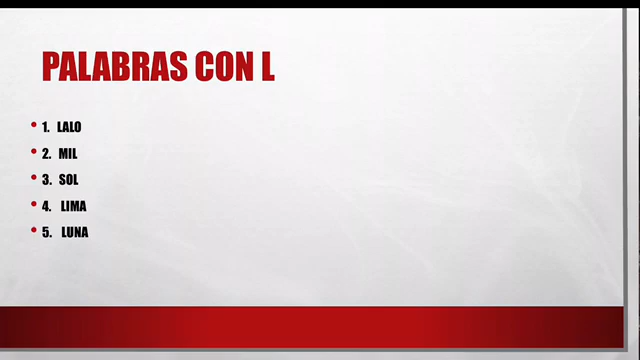 PALABRAS CON L
• 1. LALO
• 2. MIL
• 3. SOL
• 4. LIMA
• 5. LUNA